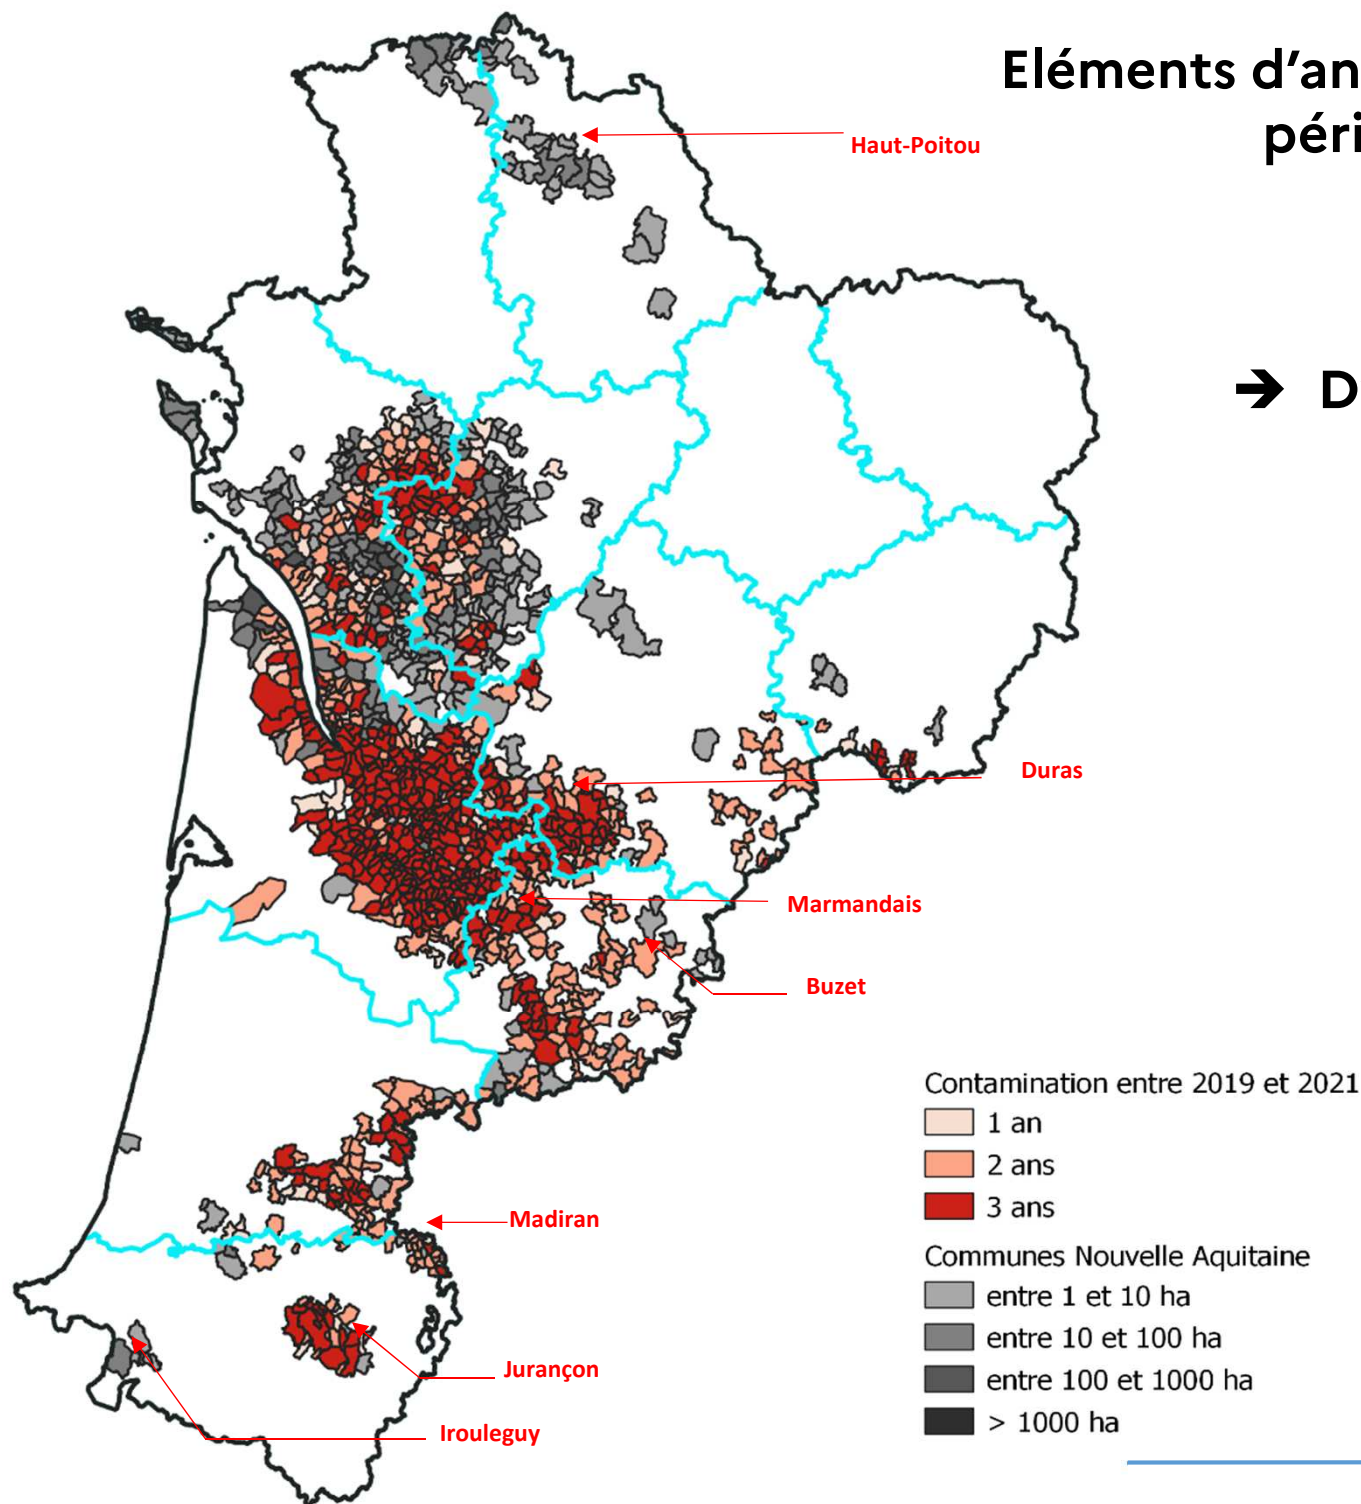 Eléments d’an
péri
➔ D
Haut-Poitou
Duras
Marmandais
Buzet
Madiran
Jurançon
Irouleguy
Contamination entre 2019 et 2021
1 an
2 ans
3 ans
Communes Nouvelle Aquitaine
entre 1 et 10 ha
entre 10 et 100 ha
entre 100 et 1000 ha
> 1000 ha